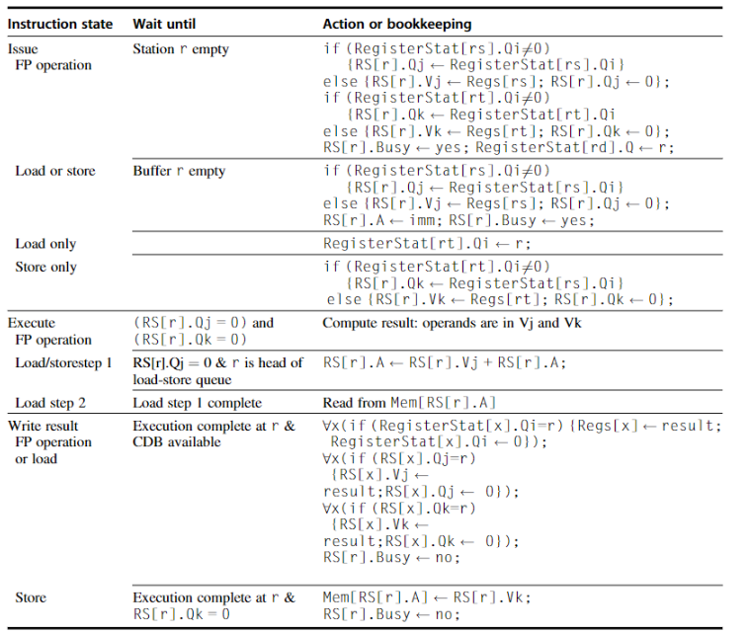 Instruction state Wait until Action or bookkeeping
Issue Station r empty if (RegisterStat[rs].Qi≠0)
FP operation {RS[r].Qj ← RegisterStat[rs].Qi}
else {RS[r].Vj ← Regs[rs]; RS[r].Qj ← 0};
if (RegisterStat[rt].Qi≠0)
{RS[r].Qk ← RegisterStat[rt].Qi
else {RS[r].Vk ← Regs[rt]; RS[r].Qk ← 0};
RS[r].Busy ← yes; RegisterStat[rd].Q ← r;
Load or store Buffer r empty if (RegisterStat[rs].Qi≠0)
{RS[r].Qj ← RegisterStat[rs].Qi}
else {RS[r].Vj ← Regs[rs]; RS[r].Qj ← 0};
RS[r].A ← imm; RS[r].Busy ← yes;
Load only RegisterStat[rt].Qi ← r;
Store only if (RegisterStat[rt].Qi≠0)
{RS[r].Qk ← RegisterStat[rs].Qi}
else {RS[r].Vk ← Regs[rt]; RS[r].Qk ← 0};
Execute (RS[r].Qj = 0) and Compute result: operands are in Vj and Vk
FP operation (RS[r].Qk = 0)
Load/storestep 1 RS[r].Qj = 0 & r is head of RS[r].A ← RS[r].Vj + RS[r].A;
load-store queue
Load step 2 Load step 1 complete Read from Mem[RS[r].A]
Write result Execution complete at r & ∀x(if (RegisterStat[x].Qi=r) {Regs[x] ← result;
FP operation CDB available RegisterStat[x].Qi ← 0});
or load ∀x(if (RS[x].Qj=r)
{RS[x].Vj ←
result;RS[x].Qj ← 0});
∀x(if (RS[x].Qk=r)
{RS[x].Vk ←
result;RS[x].Qk ← 0});
RS[r].Busy ← no;
Store Execution complete at r & Mem[RS[r].A] ← RS[r].Vk;
RS[r].Qk = 0 RS[r].Busy ← no;